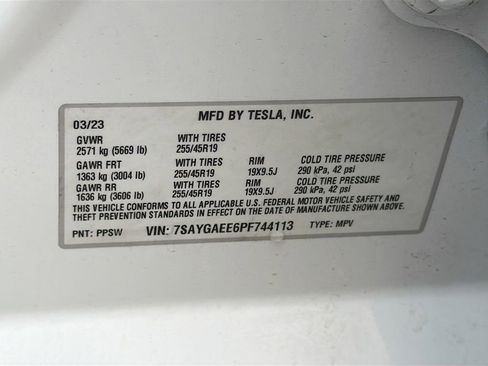 MFD BY TESLA, INC.
03/23
GVWR WITH TIRES
2571 kg (5669 lb) 255/45R19
GAWR FRT WITH TIRES RIM COLD TIRE PRESSURE
1363 kg (3004 lb) 255/45R19 19X9.5J 290 kPa, 42 psi
GAWR RR WITH TIRES RIM COLD TIRE PRESSURE
1636 kg (3606 lb) 255/45R19 19X9.5J 290 kPa, 42 psi
THIS VEHICLE CONFORMS TO ALL APPLICABLE U.S. FEDERAL MOTOR VEHICLE SAFETY AND
THEFT PREVENTION STANDARDS IN EFFECT ON THE DATE OF MANUFACTURE SHOWN ABOVE.
PNT: PPSW VIN: 7SAYGAEE6PF744113 TYPE: MPV